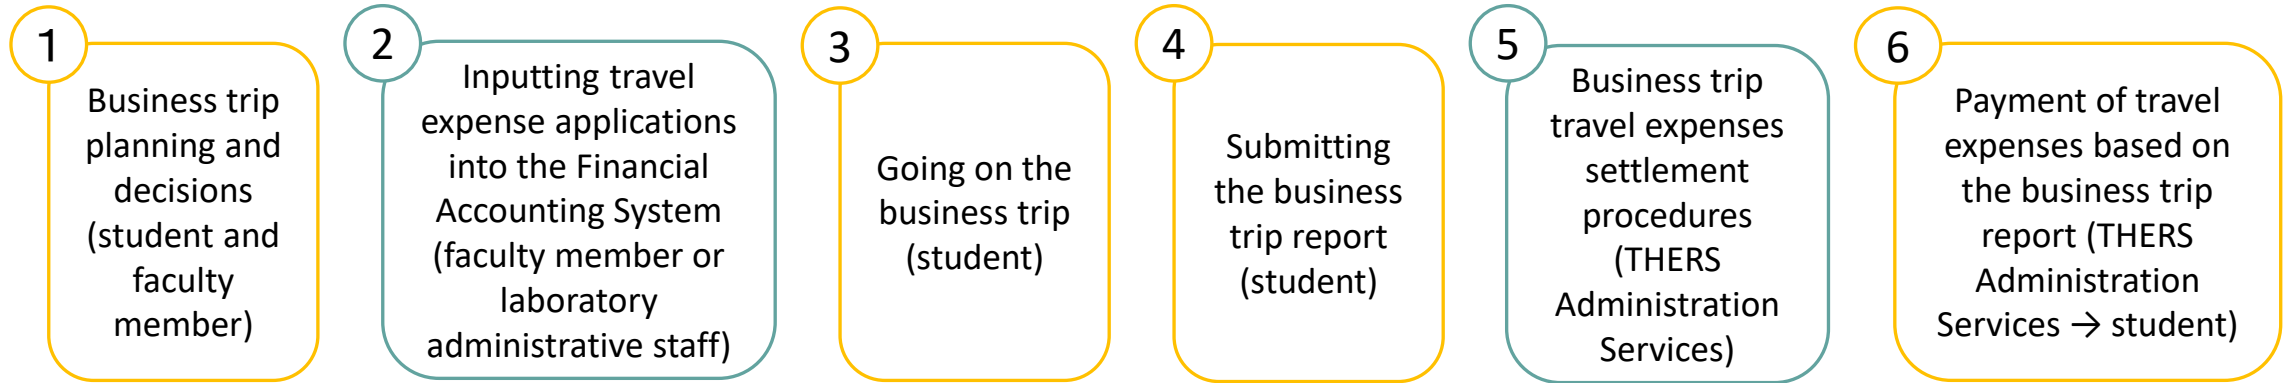 1
Business trip
planning and
decisions
(student and
faculty
member)
2
Inputting travel
expense applications
into the Financial
Accounting System
(faculty member or
laboratory
administrative staff)
3
Going on the
business trip
(student)
4
Submitting
the business
trip report
(student)
5
Business trip
travel expenses
settlement
procedures
(THERS
Administration
Services)
6
Payment of travel
expenses based on
the business trip
report (THERS
Administration
Services → student)